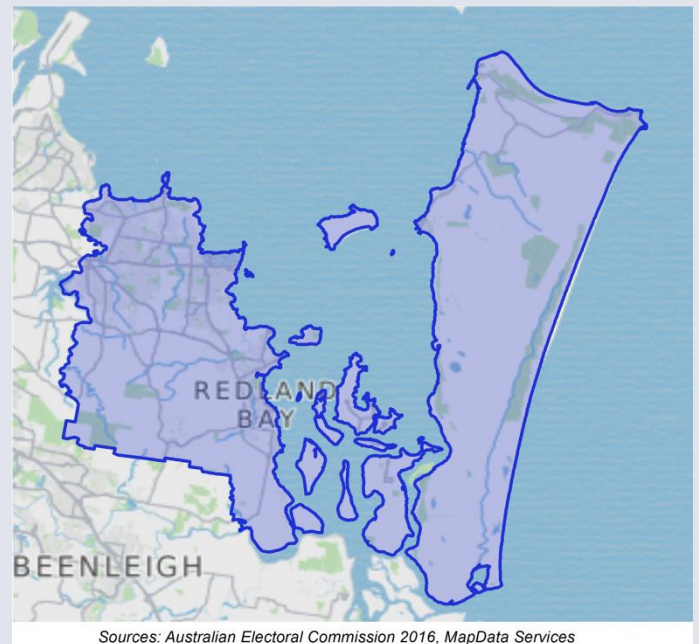 REDLAND
BAY
BEENLEIGH
Sources: Australian Electoral Commission 2016, MapData Services